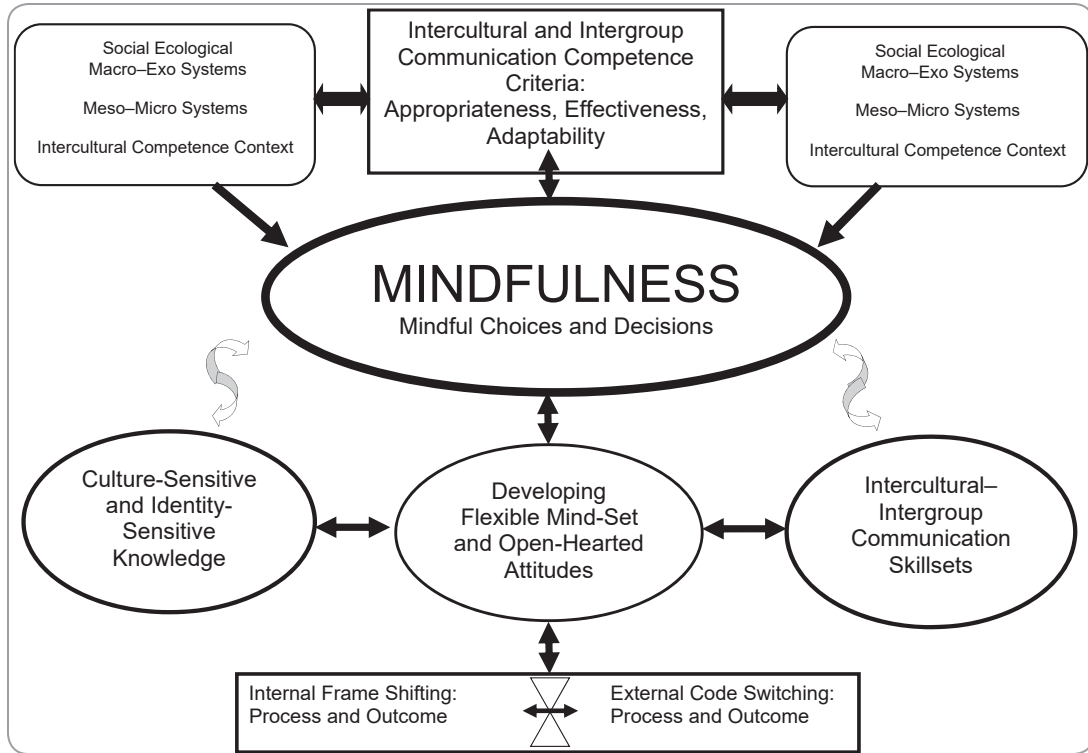 Social Ecological
Macro–Exo Systems
Meso–Micro Systems
Intercultural Competence Context
Intercultural and Intergroup
Communication Competence
Criteria:
Appropriateness, Effectiveness,
Adaptability
Social Ecological
Macro–Exo Systems
Meso–Micro Systems
Intercultural Competence Context
MINDFULNESS
Mindful Choices and Decisions
Culture-Sensitive
and Identity-
Sensitive
Knowledge
Developing
Flexible Mind-Set
and Open-Hearted
Attitudes
Intercultural–
Intergroup
Communication
Skillsets
Internal Frame Shifting:
Process and Outcome
External Code Switching:
Process and Outcome